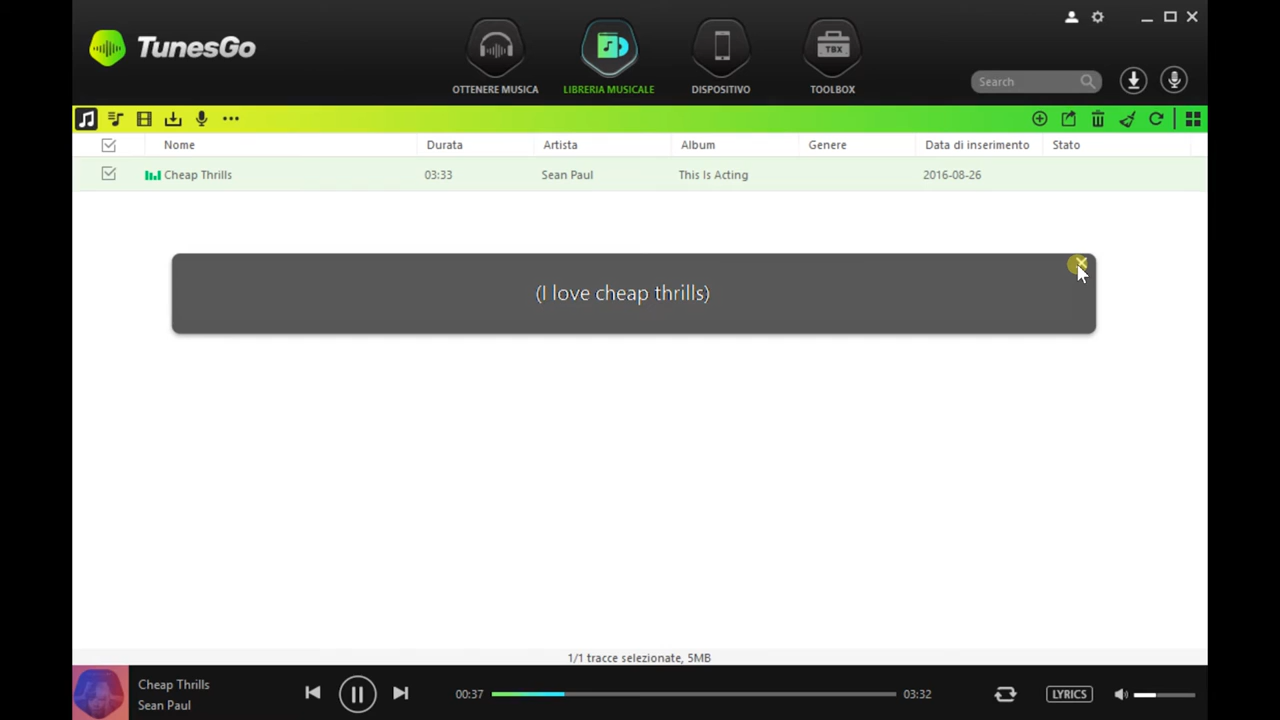 TunesGo
OTTENERE MUSICA
LIBRERIA MUSICALE
DISPOSITIVO
TBX
TOOLBOX
Search
Nome Durata Artista Album Genere Data di inserimento Stato
Cheap Thrills 03:33 Sean Paul This Is Acting 2016-08-26
(I love cheap thrills)
1/1 tracce selezionate, 5MB
Cheap Thrills
Sean Paul
00:37 03:32 LYRICS